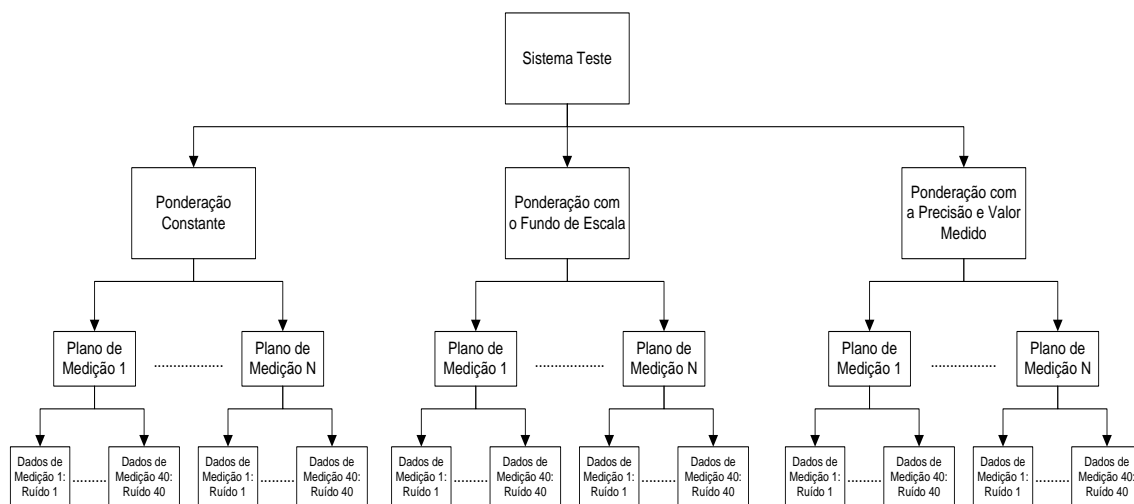 Sistema Teste
Ponderação
Constante
Ponderação com
o Fundo de Escala
Ponderação com
a Precisão e Valor
Medido
Plano de
Medição 1
....................
Plano de
Medição N
Plano de
Medição 1
....................
Plano de
Medição N
Plano de
Medição 1
....................
Plano de
Medição N
Dados de
Medição 1:
Ruído 1
..........
Dados de
Medição 40:
Ruído 40
Dados de
Medição 1:
Ruído 1
..........
Dados de
Medição 40:
Ruído 40
Dados de
Medição 1:
Ruído 1
..........
Dados de
Medição 40:
Ruído 40
Dados de
Medição 1:
Ruído 1
..........
Dados de
Medição 40:
Ruído 40
Dados de
Medição 1:
Ruído 1
..........
Dados de
Medição 40:
Ruído 40
Dados de
Medição 1:
Ruído 1
..........
Dados de
Medição 40:
Ruído 40